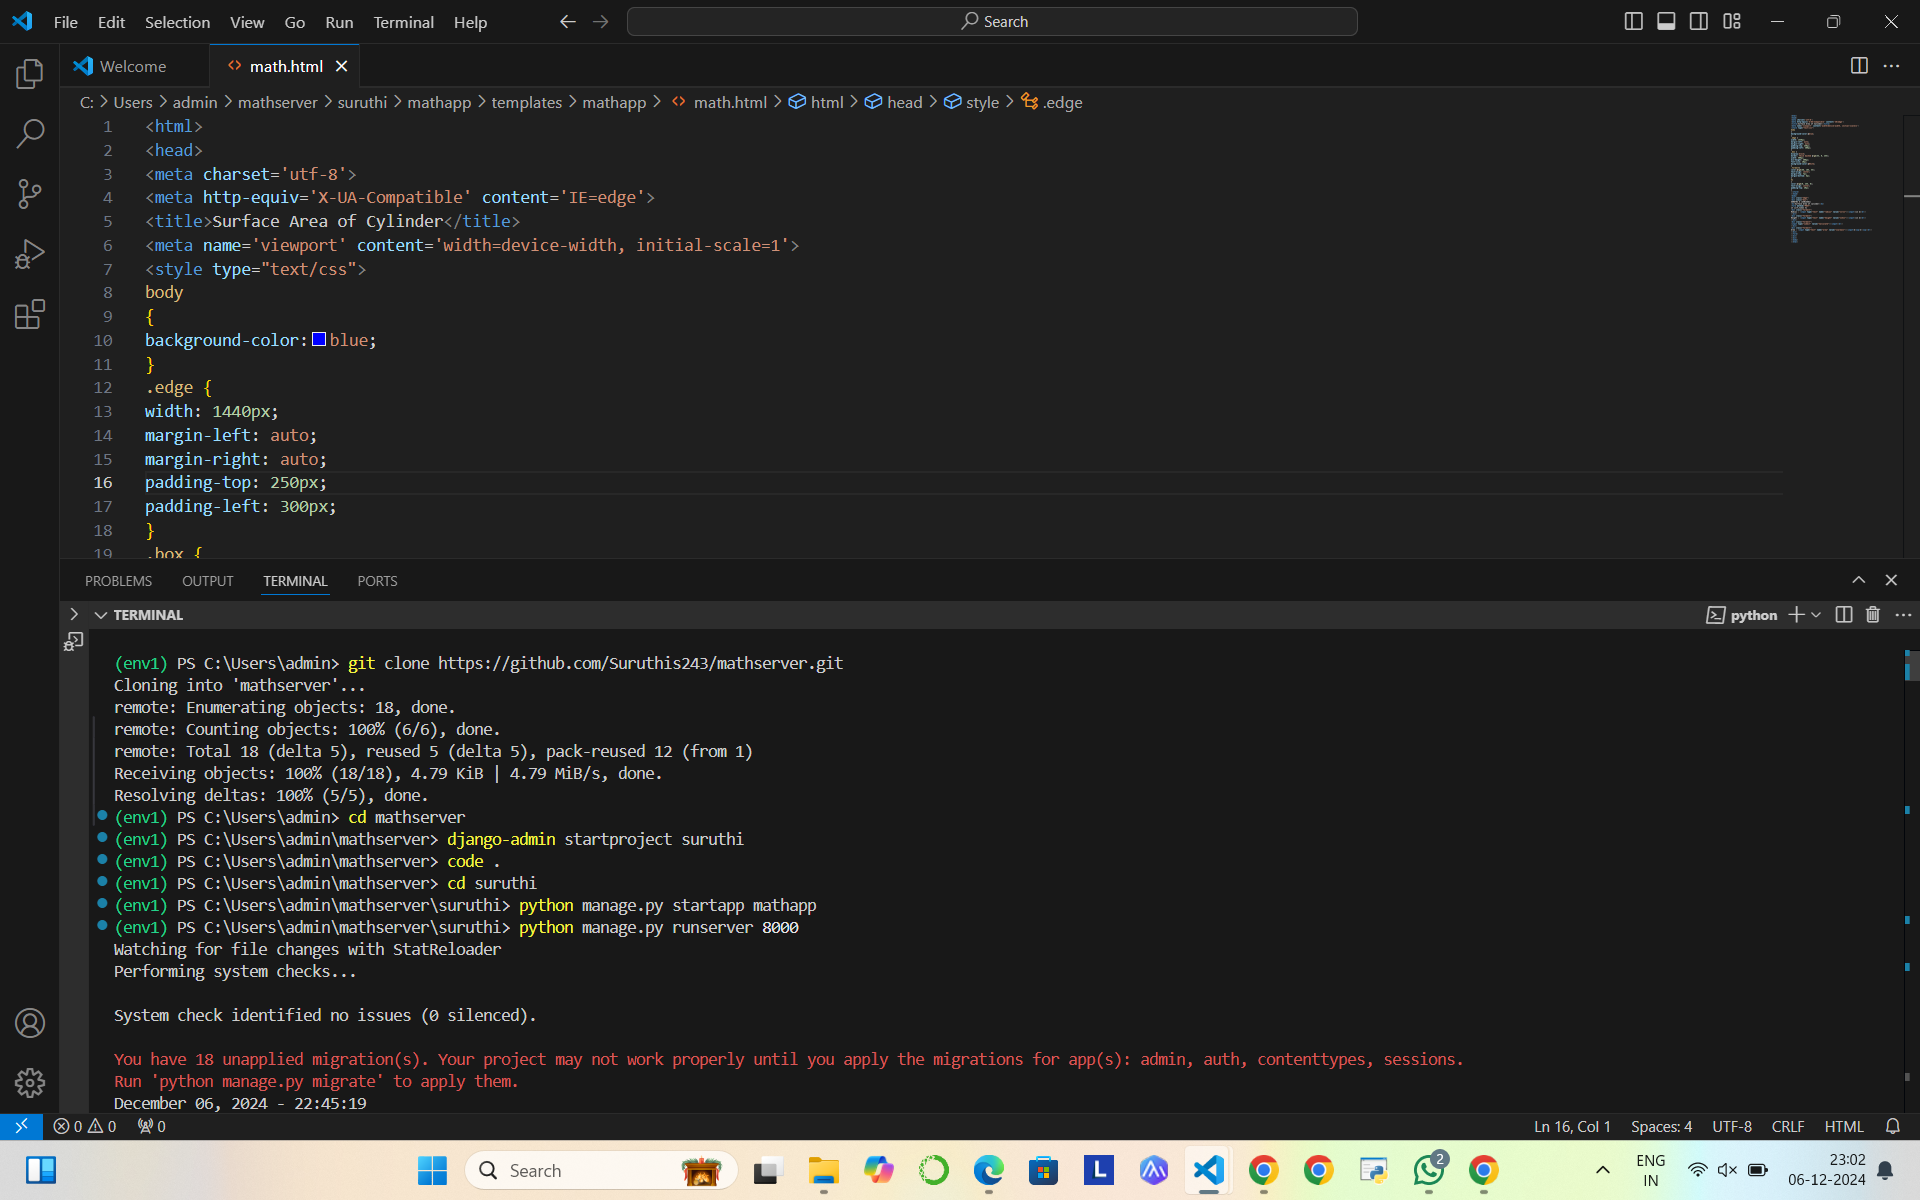 File Edit Selection View Go Run Terminal Help
Search
Welcome
math.html
C: > Users > admin > mathserver > suruthi > mathapp > templates > mathapp > math.html > html > head > style > .edge
1 <html>
2 <head>
3 <meta charset='utf-8'>
4 <meta http-equiv='X-UA-Compatible' content='IE=edge'>
5 <title>Surface Area of Cylinder</title>
6 <meta name='viewport' content='width=device-width, initial-scale=1'>
7 <style type="text/css">
8 body
9 {
10 background-color: blue;
11 }
12 .edge {
13 width: 1440px;
14 margin-left: auto;
15 margin-right: auto;
16 padding-top: 250px;
17 padding-left: 300px;
18 }
19 .box {
PROBLEMS OUTPUT TERMINAL PORTS
TERMINAL
python
(env1) PS C:\Users\admin> git clone https://github.com/Suruthis243/mathserver.git
Cloning into 'mathserver'...
remote: Enumerating objects: 18, done.
remote: Counting objects: 100% (6/6), done.
remote: Total 18 (delta 5), reused 5 (delta 5), pack-reused 12 (from 1)
Receiving objects: 100% (18/18), 4.79 KiB | 4.79 MiB/s, done.
Resolving deltas: 100% (5/5), done.
(env1) PS C:\Users\admin> cd mathserver
(env1) PS C:\Users\admin\mathserver> django-admin startproject suruthi
(env1) PS C:\Users\admin\mathserver> code .
(env1) PS C:\Users\admin\mathserver> cd suruthi
(env1) PS C:\Users\admin\mathserver\suruthi> python manage.py startapp mathapp
(env1) PS C:\Users\admin\mathserver\suruthi> python manage.py runserver 8000
Watching for file changes with StatReloader
Performing system checks...
System check identified no issues (0 silenced).
You have 18 unapplied migration(s). Your project may not work properly until you apply the migrations for app(s): admin, auth, contenttypes, sessions.
Run 'python manage.py migrate' to apply them.
December 06, 2024 - 22:45:19
0 0 0
Ln 16, Col 1 Spaces: 4 UTF-8 CRLF HTML
Search
L
2
ENG
IN
23:02
06-12-2024